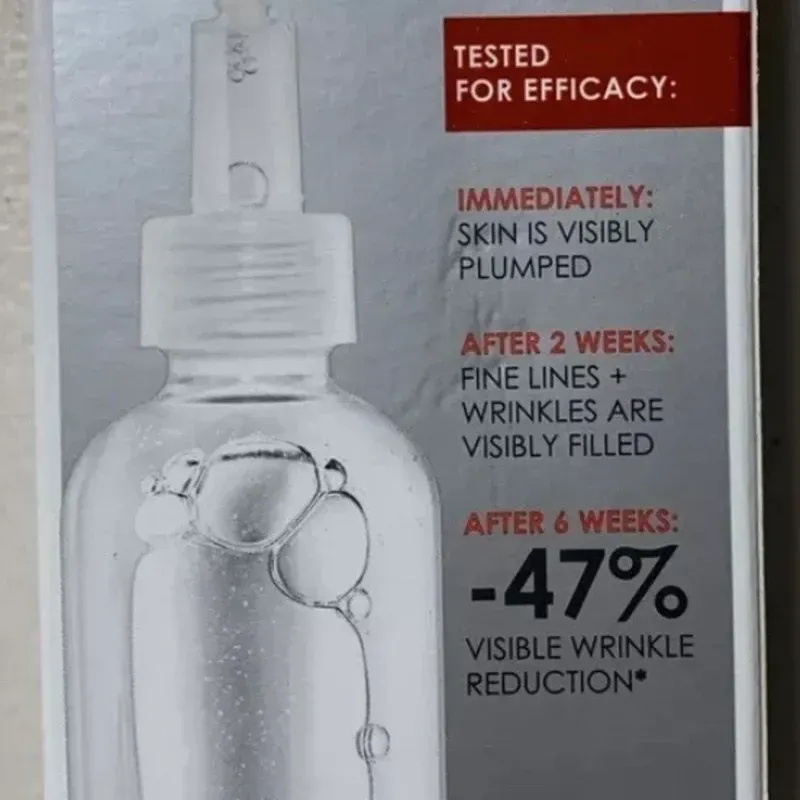 TESTED
FOR EFFICACY:
IMMEDIATELY:
SKIN IS VISIBLY
PLUMPED
AFTER 2 WEEKS:
FINE LINES +
WRINKLES ARE
VISIBLY FILLED
AFTER 6 WEEKS:
-47%
VISIBLE WRINKLE
REDUCTION*